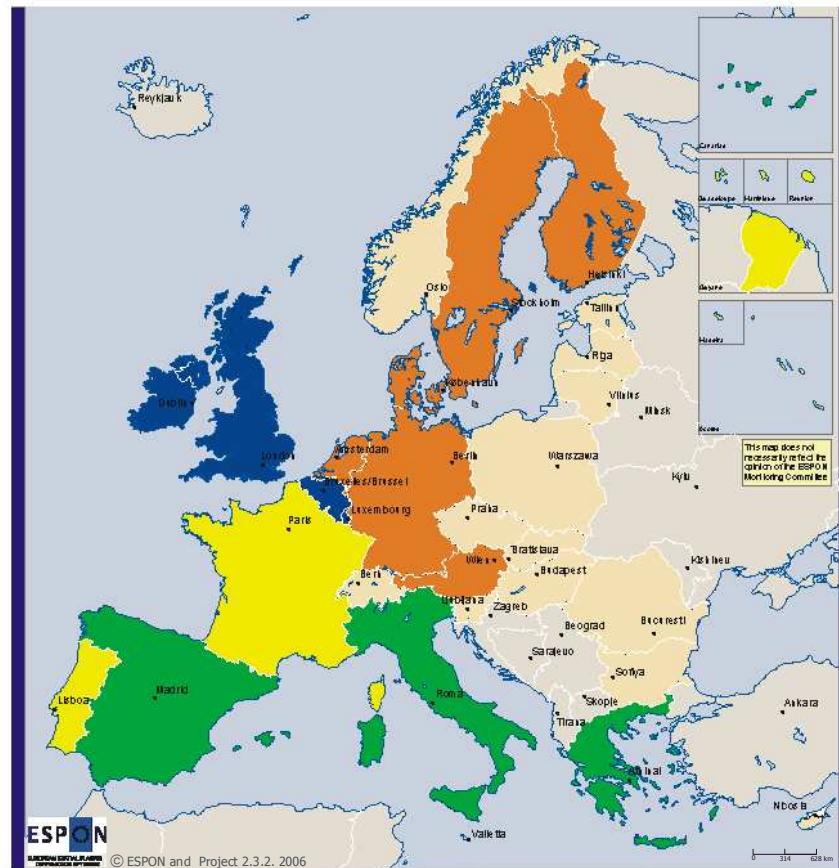 Reykjavik
Canarias
Guadeloupe
Martinique
Reunion
Guyane
Helsinki
Oslo
Stockholm
Tallinn
Madeira
Riga
København
Vilnius
Minsk
Dublin
This map does not
necessarily reflect the
opinion of the ESPON
Monitoring Committee
Amsterdam
London
Berlin
Warszawa
Bruxelles/Brussel
Kyiv
Luxembourg
Paris
Praha
Wien
Bratislava
Kishinev
Bern
Budapest
Ljubljana
Zagreb
Beograd
Bucuresti
Sarajevo
Sofiya
Madrid
Roma
Skopje
Lisboa
Ankara
Tirana
Athinai
Nicosia
ESPON
Valletta
0 314 628 km
© ESPON and Project 2.3.2. 2006